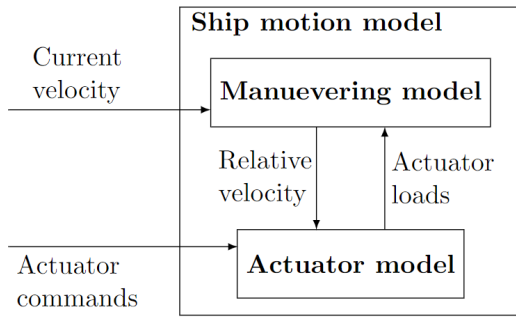 Ship motion model
Current
velocity
Manuevering model
Relative
velocity
Actuator
loads
Actuator
commands
Actuator model